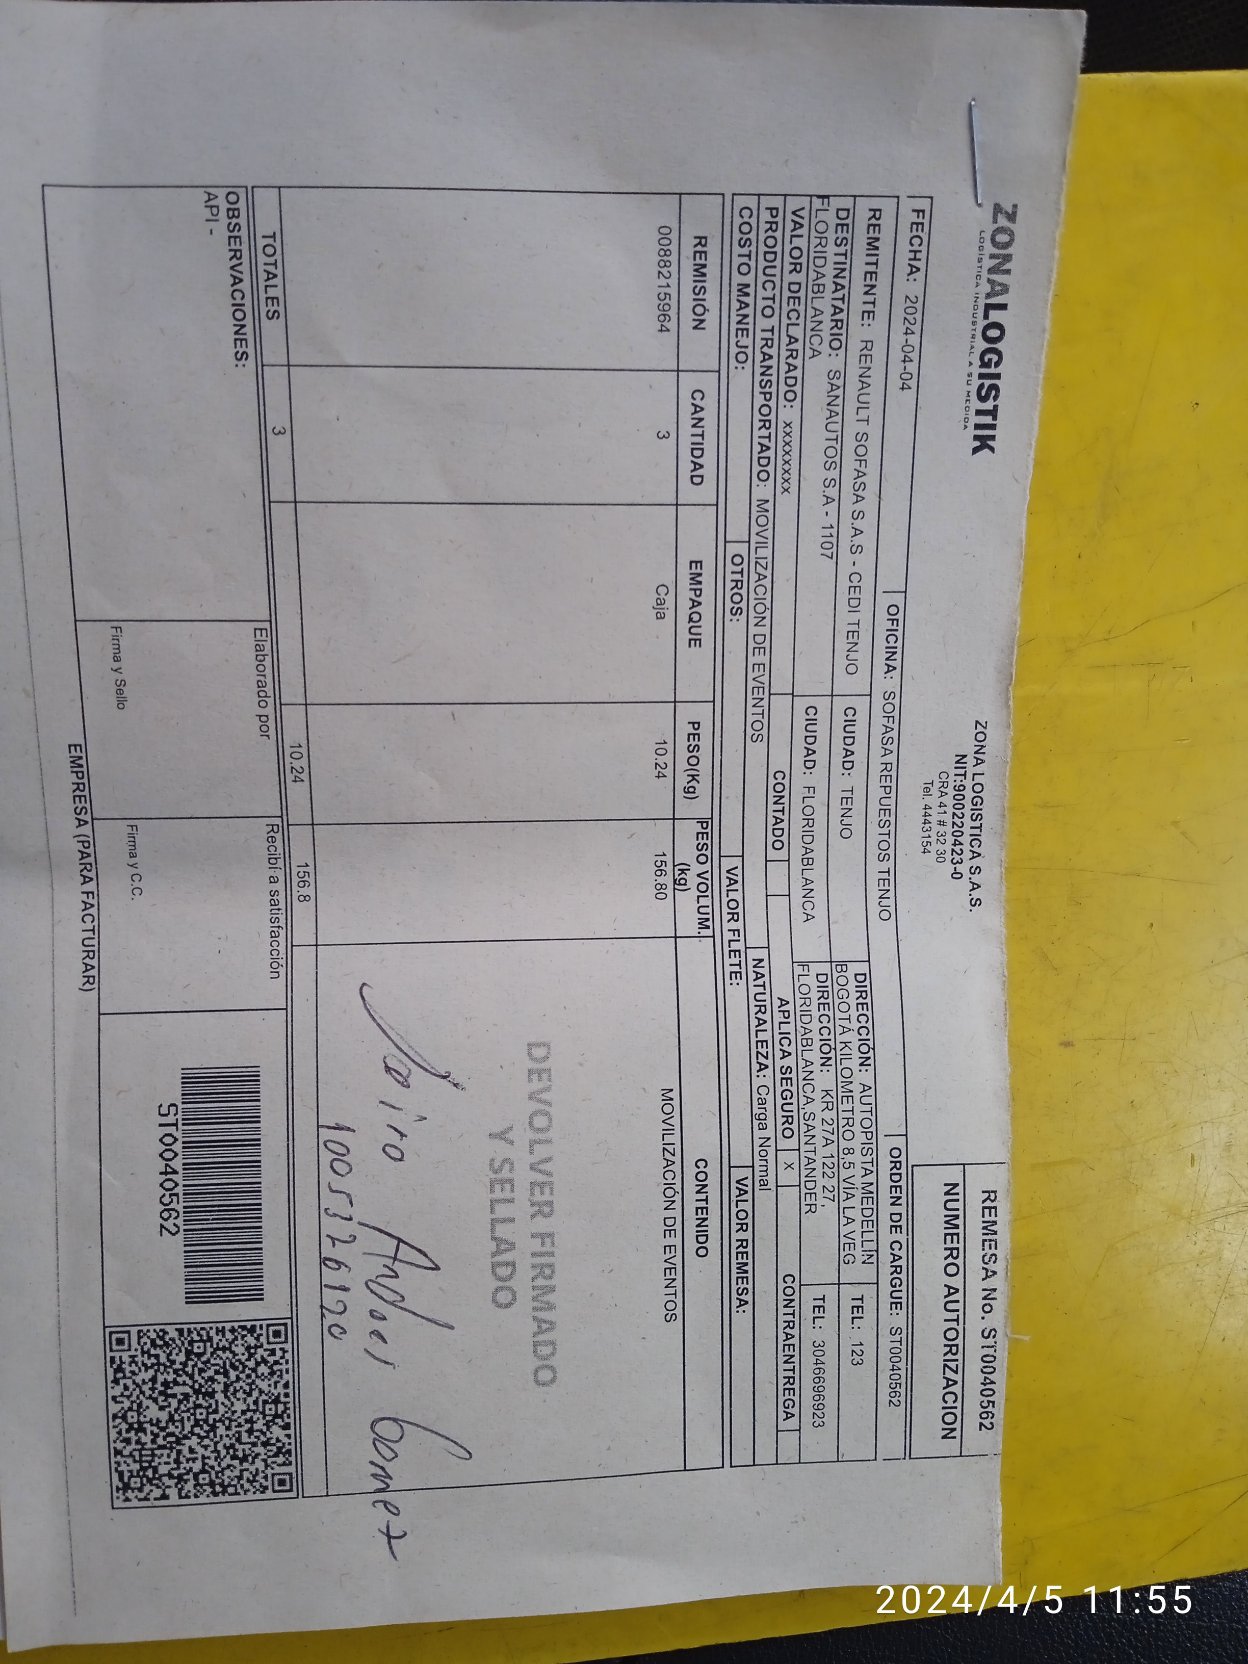 ZONALOGISTIK
LOGÍSTICA INDUSTRIAL A SU MEDIDA
ZONA LOGISTICA S.A.S.
NIT:900220423-0
CRA 41 # 32 30
Tel. 4443154
REMESA No. ST0040562
NUMERO AUTORIZACION
FECHA: 2024-04-04
OFICINA: SOFASA REPUESTOS TENJO
ORDEN DE CARGUE: ST0040562
REMITENTE: RENAULT SOFASA S.A.S - CEDI TENJO
CIUDAD: TENJO
DIRECCIÓN: AUTOPISTA MEDELLIN
BOGOTÁ KILOMETRO 8,5 VÍA LA VEG
TEL: 123
DESTINATARIO: SANAUTOS S.A - 1107
FLORIDABLANCA
CIUDAD: FLORIDABLANCA
DIRECCIÓN: KR 27A 122 27,
FLORIDABLANCA,SANTANDER
TEL: 3046696923
VALOR DECLARADO: xxxxxxxx
CONTADO
APLICA SEGURO X
CONTRAENTREGA
PRODUCTO TRANSPORTADO: MOVILIZACIÓN DE EVENTOS
NATURALEZA: Carga Normal
COSTO MANEJO:
OTROS:
VALOR FLETE:
VALOR REMESA:
REMISIÓN CANTIDAD EMPAQUE PESO(Kg) PESO VOLUM. (kg) CONTENIDO
0088215964 3 Caja 10.24 156.80 MOVILIZACIÓN DE EVENTOS
DEVOLVER FIRMADO
Y SELLADO
Jairo Andres Gomez
1005326120
TOTALES 3 10.24 156.8
OBSERVACIONES:
API -
Elaborado por
Firma y Sello
Recibí a satisfacción
Firma y C.C.
ST0040562
EMPRESA (PARA FACTURAR)
2024/4/5 11:55